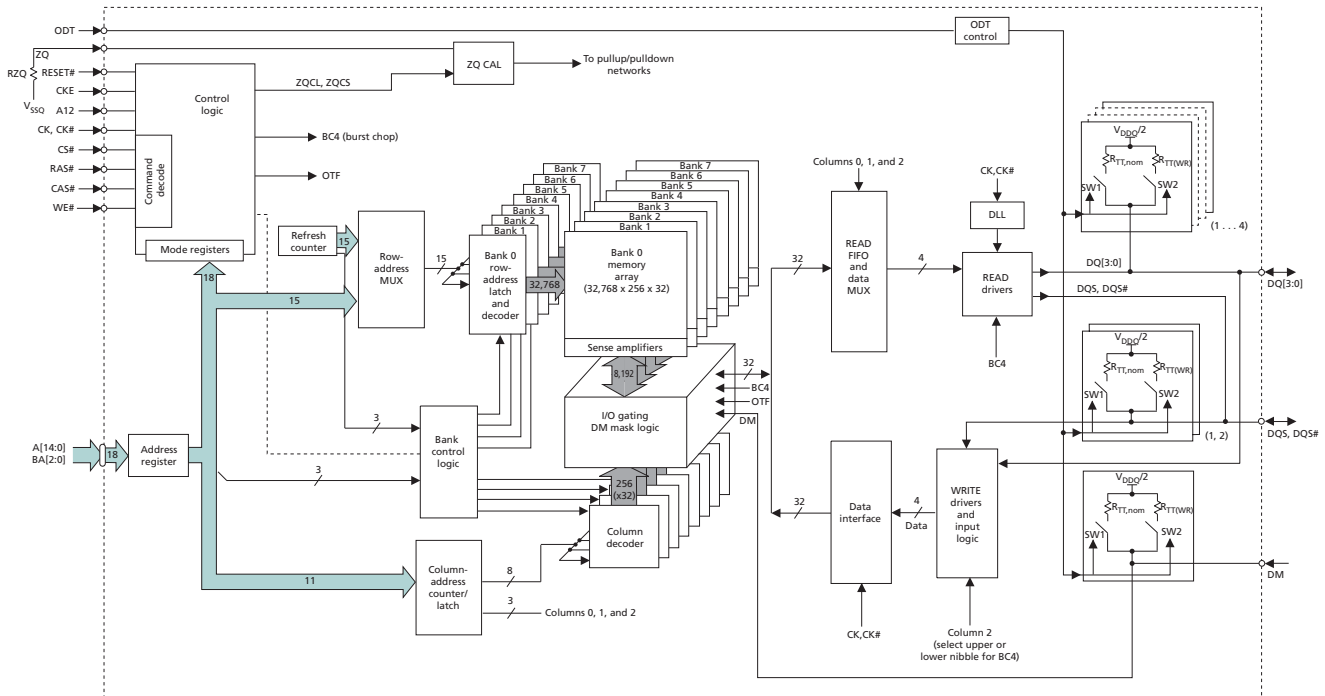 ODT
ODT
control
ZQ
RZQ
VSSQ
RESET#
CKE
A12
CK, CK#
CS#
RAS#
CAS#
WE#
Control
logic
Command
decode
Mode registers
ZQCL, ZQCS
ZQ CAL
To pullup/pulldown
networks
BC4 (burst chop)
OTF
Refresh
counter
15
Row-
address
MUX
15
18
15
Bank 7
Bank 6
Bank 5
Bank 4
Bank 3
Bank 2
Bank 1
Bank 0
row-
address
latch
and
decoder
32,768
Bank 7
Bank 6
Bank 5
Bank 4
Bank 3
Bank 2
Bank 1
Bank 0
memory
array
(32,768 x 256 x 32)
Sense amplifiers
8,192
I/O gating
DM mask logic
32
BC4
OTF
DM
256
(x32)
Column
decoder
A[14:0]
BA[2:0]
18
Address
register
3
3
Bank
control
logic
11
Column-
address
counter/
latch
8
3
Columns 0, 1, and 2
Columns 0, 1, and 2
32
READ
FIFO
and
data
MUX
4
CK,CK#
DLL
READ
drivers
BC4
DQ[3:0]
DQS, DQS#
32
Data
interface
CK,CK#
4
Data
WRITE
drivers
and
input
logic
Column 2
(select upper or
lower nibble for BC4)
VDDQ/2
RTT,nom
RTT(WR)
SW1
SW2
(1 . . . 4)
DQ[3:0]
VDDQ/2
RTT,nom
RTT(WR)
SW1
SW2
(1, 2)
DQS, DQS#
VDDQ/2
RTT,nom
RTT(WR)
SW1
SW2
DM